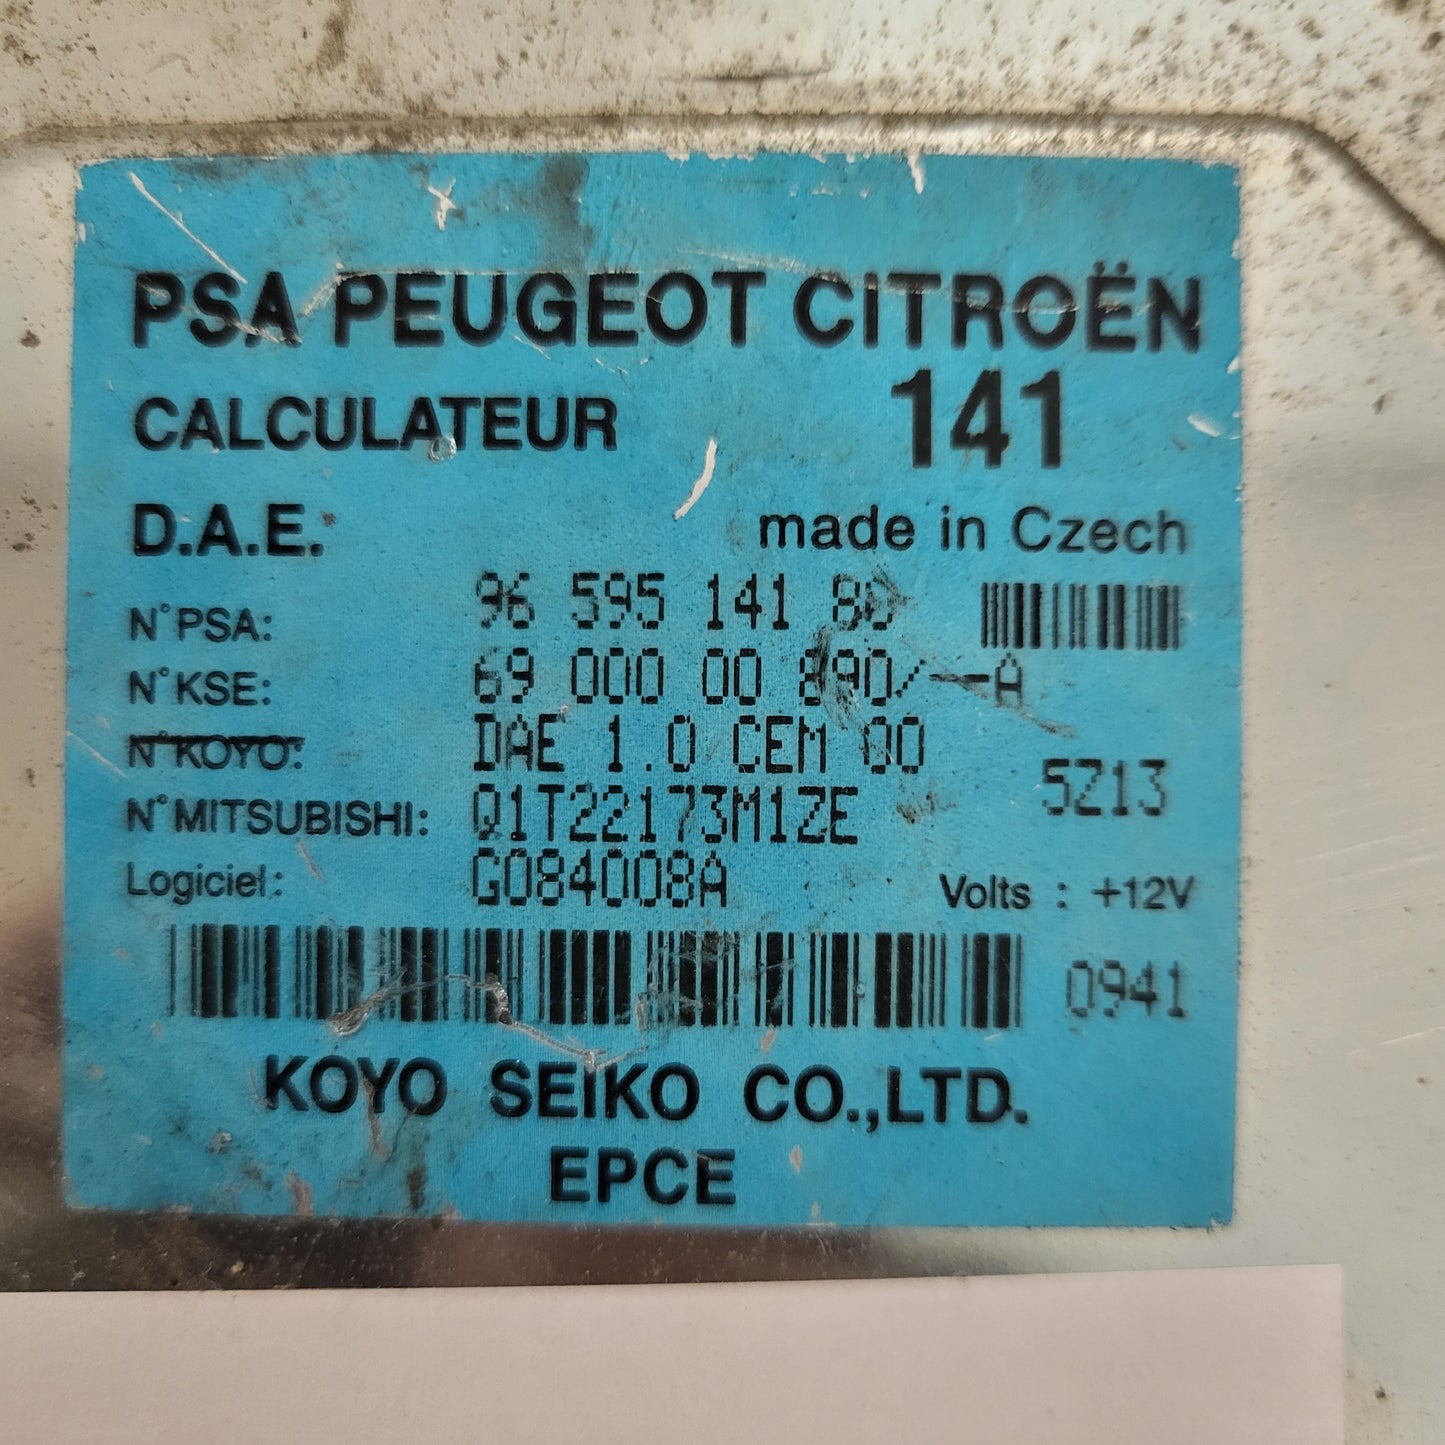 PSA PEUGEOT CITROËN
CALCULATEUR 141
D.A.E. made in Czech
N° PSA: 96 595 141 80
N° KSE: 69 000 00 890/--A
N° KOYO: DAE 1.0 CEM 00
5Z13
N° MITSUBISHI: Q1T22173M1ZE
Logiciel: G084008A Volts : +12V
0941
KOYO SEIKO CO.,LTD.
EPCE